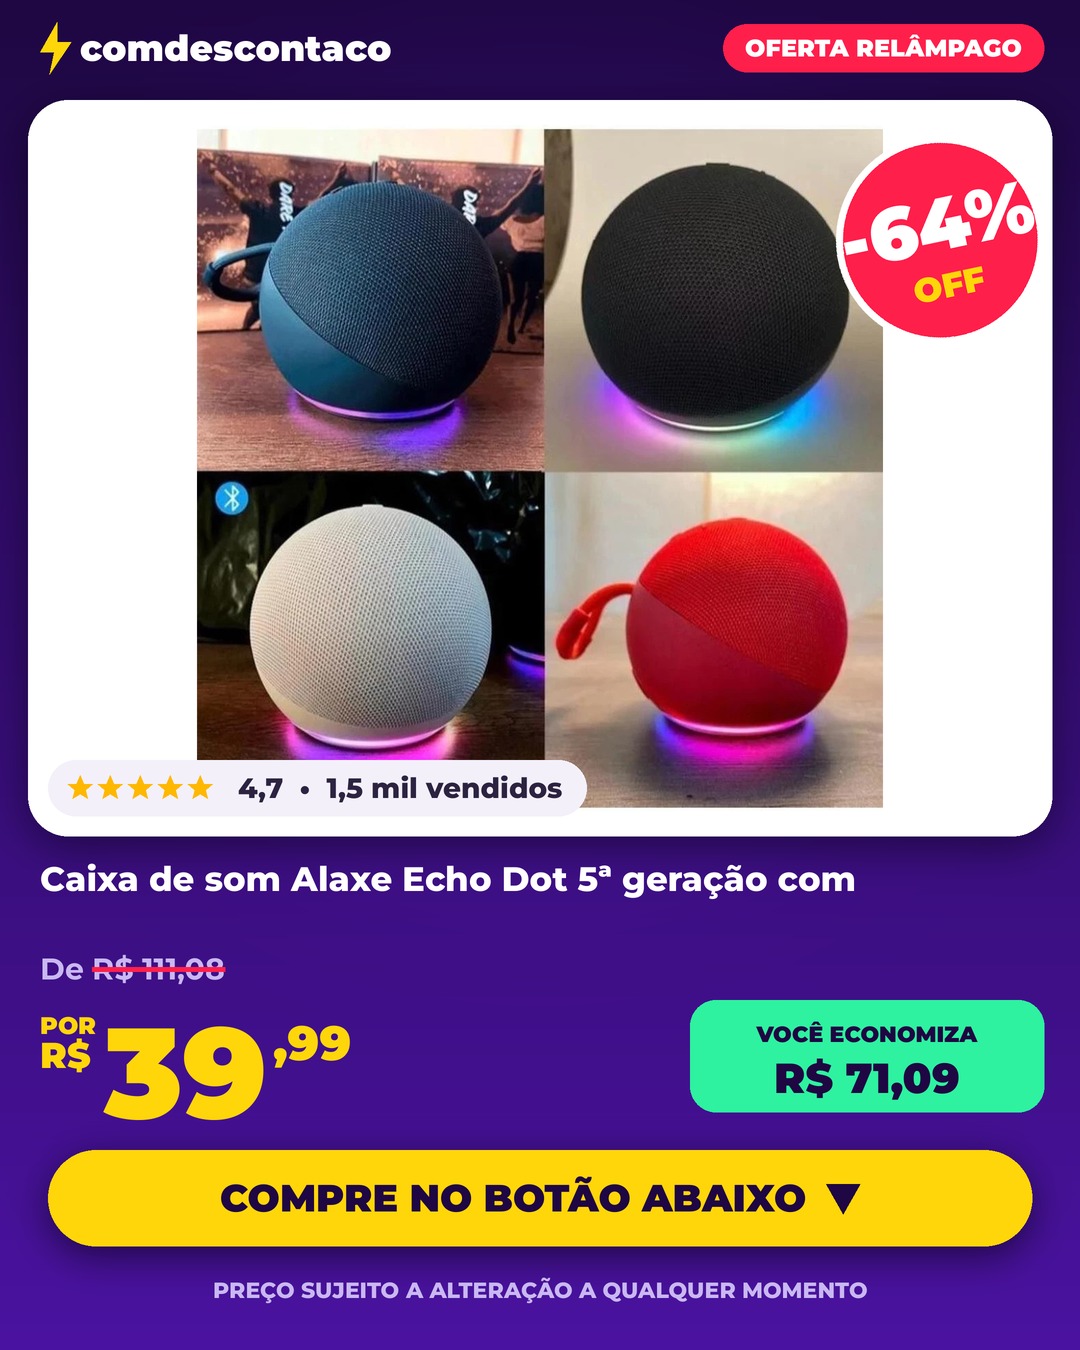 comdescontaco
OFERTA RELÂMPAGO
-64%
OFF
DARE
4,7 • 1,5 mil vendidos
Caixa de som Alaxe Echo Dot 5ª geração com
De R$ 111,08
POR
R$ 39,99
VOCÊ ECONOMIZA
R$ 71,09
COMPRE NO BOTÃO ABAIXO ▼
PREÇO SUJEITO A ALTERAÇÃO A QUALQUER MOMENTO